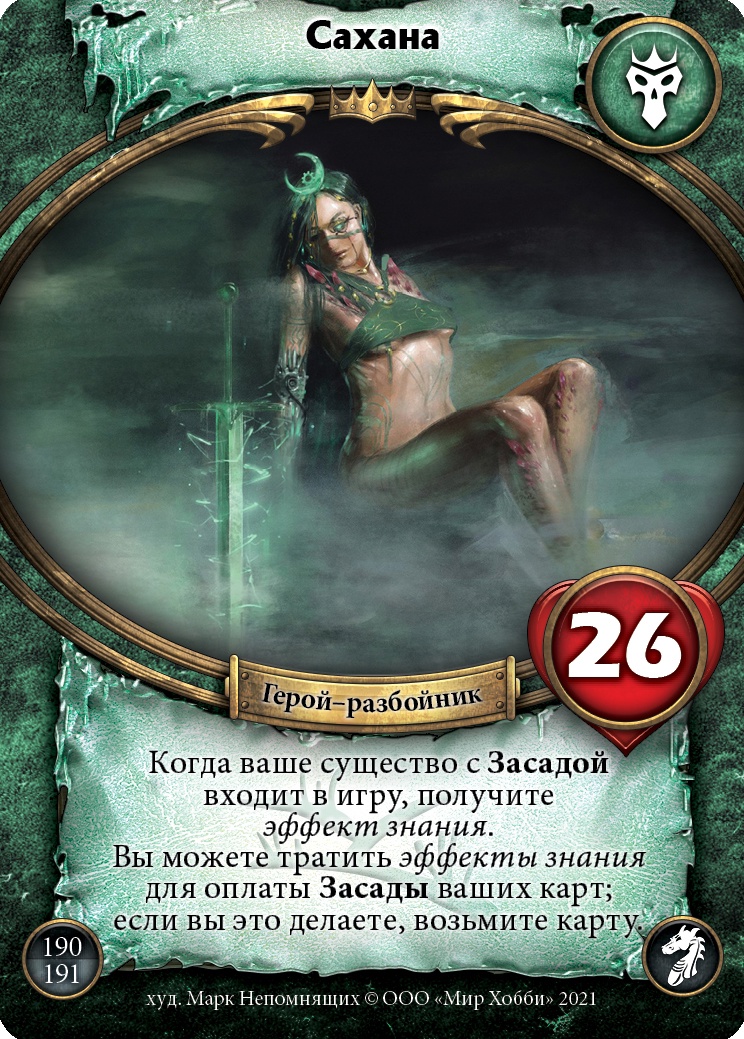 Сахана
26
Герой–разбойник
Когда ваше существо с Засадой
входит в игру, получите
эффект знания.
Вы можете тратить эффекты знания
для оплаты Засады ваших карт;
если вы это делаете, возьмите карту.
190
191
худ. Марк Непомнящих © ООО «Мир Хобби» 2021